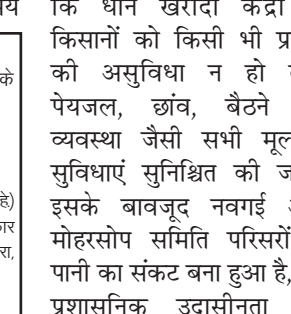 कि धान खरीदी केंद्रों
किसानों को किसी भी
की असुविधा न हो
पेयजल, छांव, बैठने
व्यवस्था जैसी सभी
सुविधाएं सुनिश्चित की
इसके बावजूद नवगई
मोहरसोप समिति परिसरों
पानी का संकट बना हुआ है,
प्रशासनिक उदासीनता